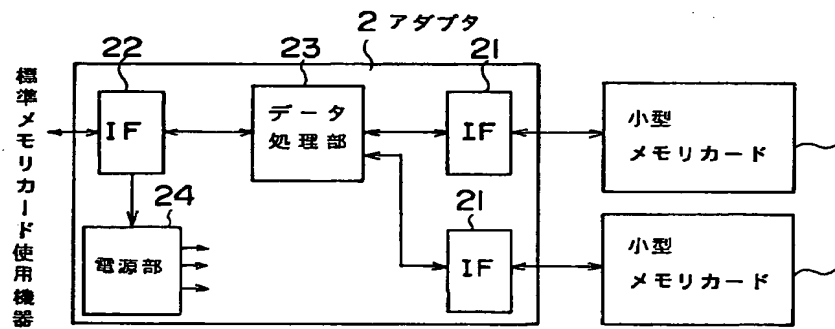 2 アダプタ
22
23
21
標準メモリカード使用機器
IF
データ
処理部
IF
小型
メモリカード
24
電源部
21
IF
小型
メモリカード